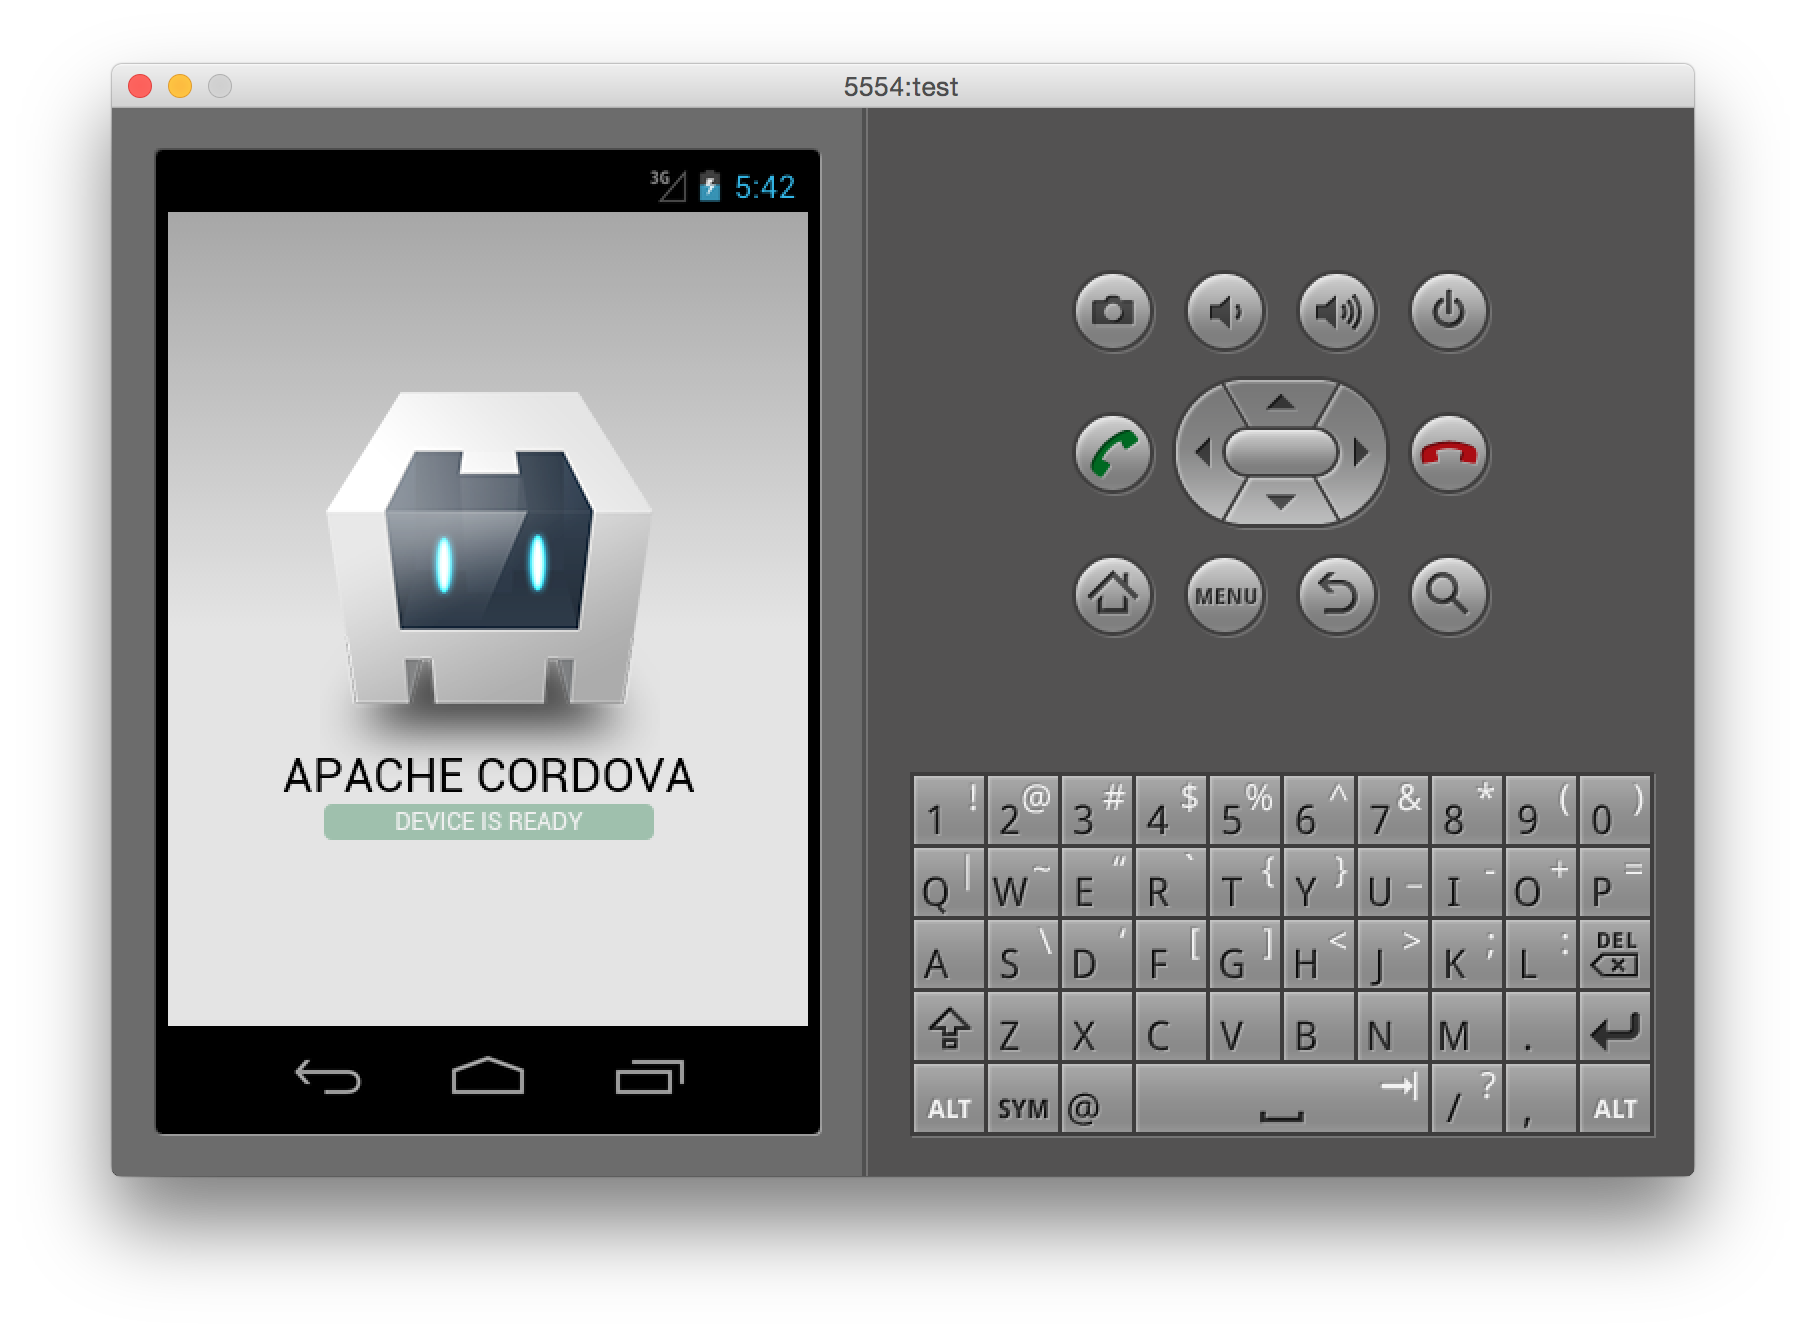 5554:test
3G 5:42
APACHE CORDOVA
DEVICE IS READY
MENU
1 ! 2 @ 3 # 4 $ 5 % 6 ^ 7 & 8 * 9 ( 0 )
Q | W ~ E " R ` T { Y } U _ I - O + P =
A S \ D ' F [ G ] H < J > K ; L : DEL
Z X C V B N M .
ALT SYM @ / ? , ALT